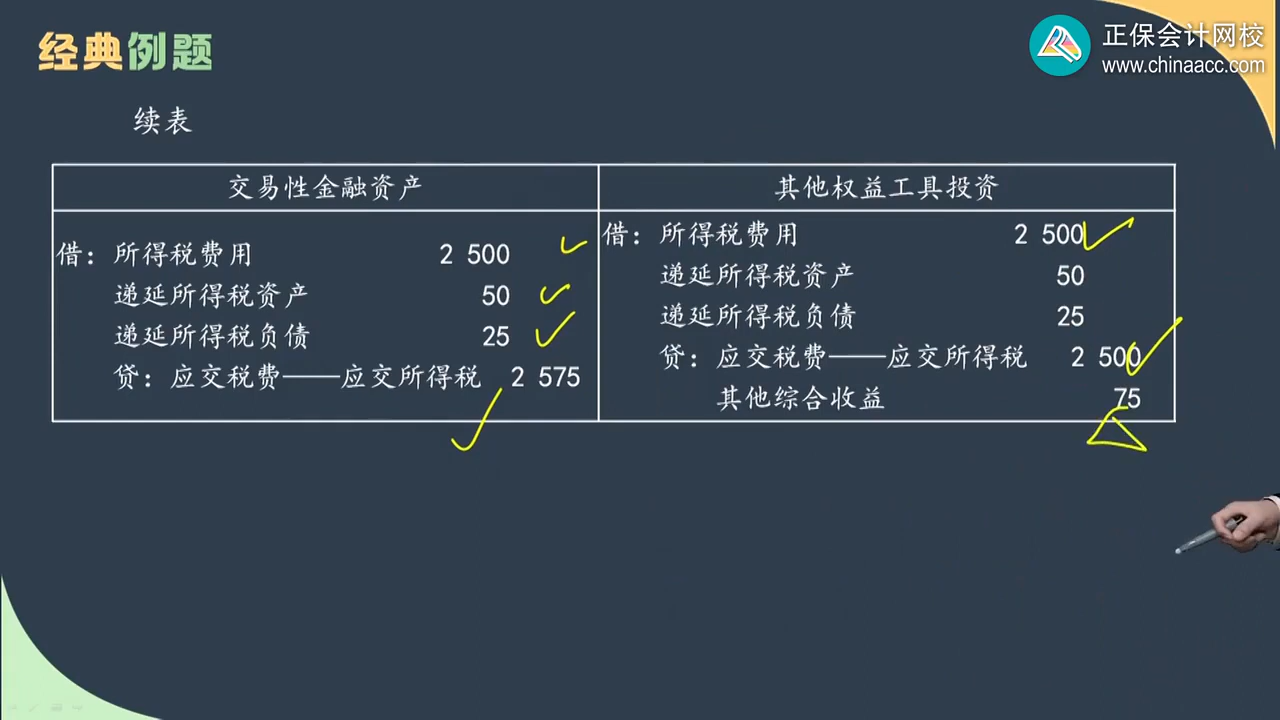 经典例题
正保会计网校
www.chinaacc.com
续表
交易性金融资产
借：所得税费用 2 500
递延所得税资产 50
递延所得税负债 25
贷：应交税费——应交所得税 2 575
其他权益工具投资
借：所得税费用 2 500
递延所得税资产 50
递延所得税负债 25
贷：应交税费——应交所得税 2 500
其他综合收益 75